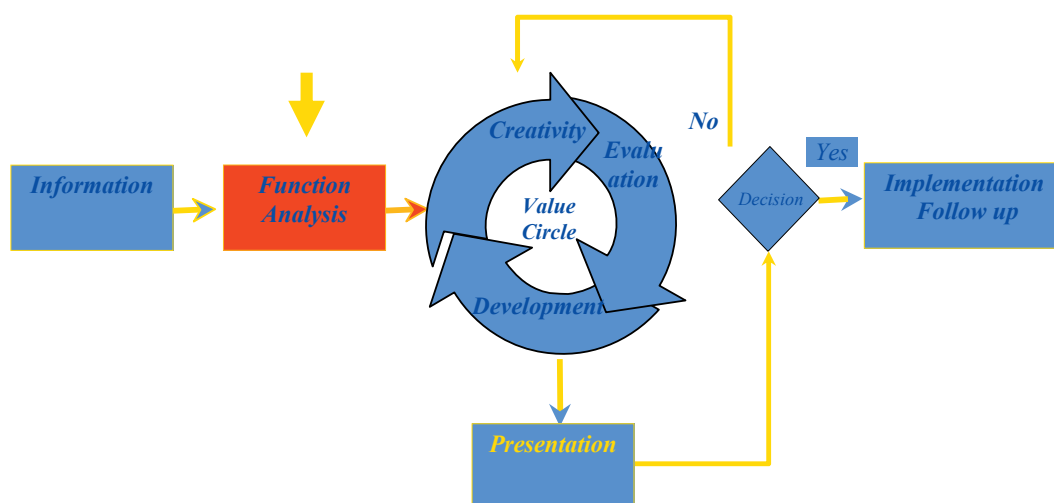 Information
Function
Analysis
Creativity
Evalu
ation
Value
Circle
Development
Presentation
No
Decision
Yes
Implementation
Follow up